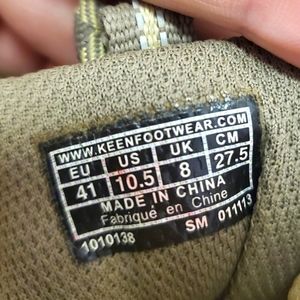 WWW.KEENFOOTWEAR.COM
EU US UK CM
41 10.5 8 27.5
MADE IN CHINA
Fabriqué en Chine
1010138 SM 011113